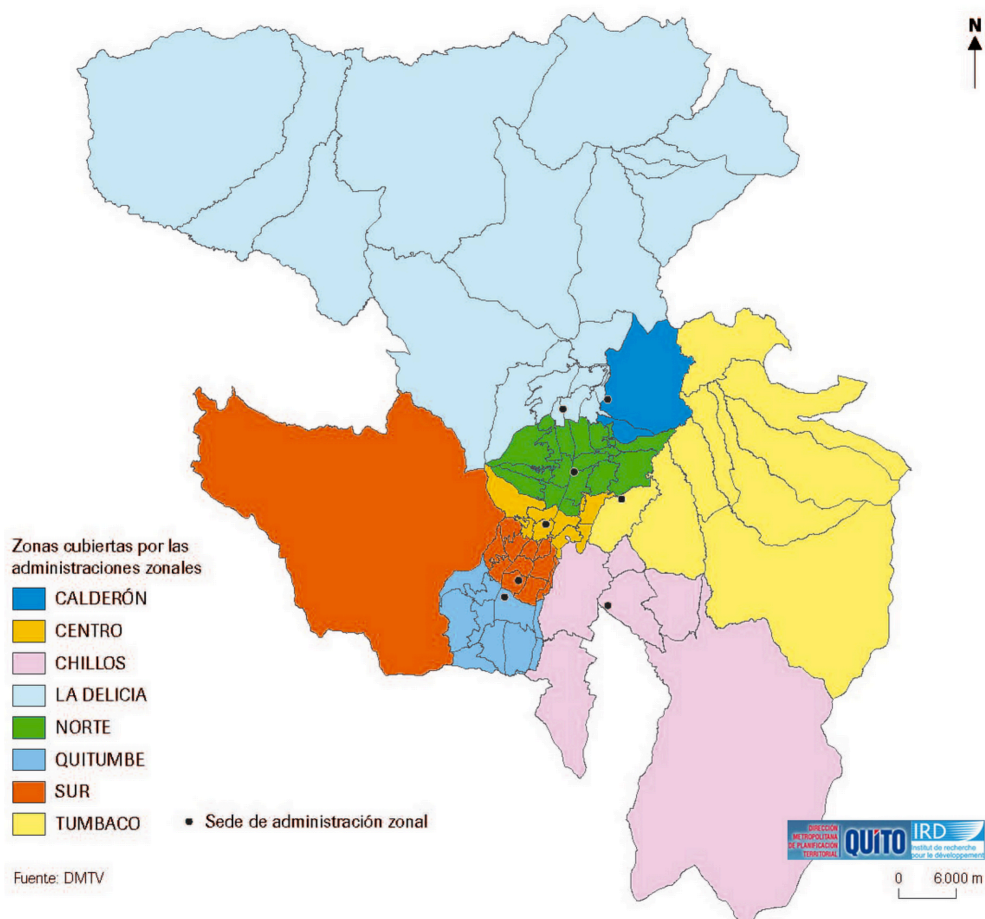 N
Zonas cubiertas por las
administraciones zonales
CALDERÓN
CENTRO
CHILLOS
LA DELICIA
NORTE
QUITUMBE
SUR
TUMBACO
Sede de administración zonal
Fuente: DMTV
DIRECCIÓN
METROPOLITANA
DE PLANIFICACIÓN
TERRITORIAL
QUITO
IRD
Institut de recherche
pour le développement
0 6.000 m